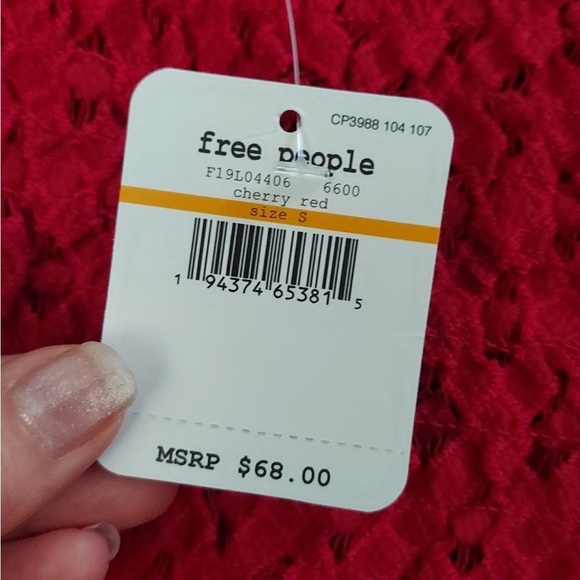 CP3988 104 107
free people
F19L04406 6600
cherry red
size S
1 94374 65381 5
MSRP $68.00